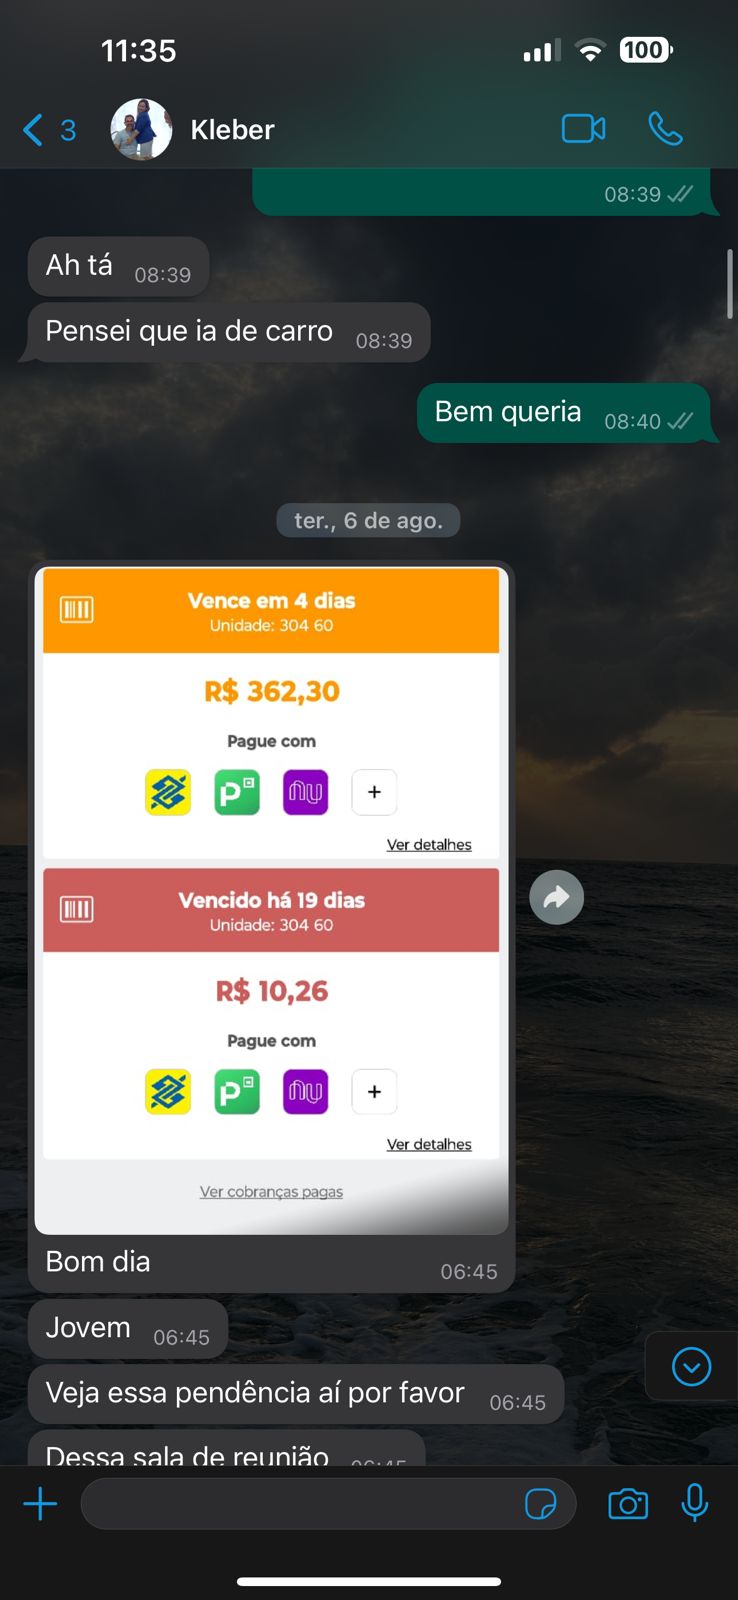 11:35
100
3
Kleber
08:39
Ah tá 08:39
Pensei que ia de carro 08:39
Bem queria 08:40
ter., 6 de ago.
Vence em 4 dias
Unidade: 304 60
R$ 362,30
Pague com
Ver detalhes
Vencido há 19 dias
Unidade: 304 60
R$ 10,26
Pague com
Ver detalhes
Ver cobranças pagas
Bom dia 06:45
Jovem 06:45
Veja essa pendência aí por favor 06:45
Dessa sala de reunião 06:45